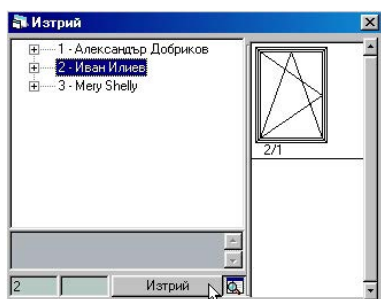 Изтрий
1 - Александър Добриков
2 - Иван Илиев
3 - Mery Shelly
2/1
2
Изтрий